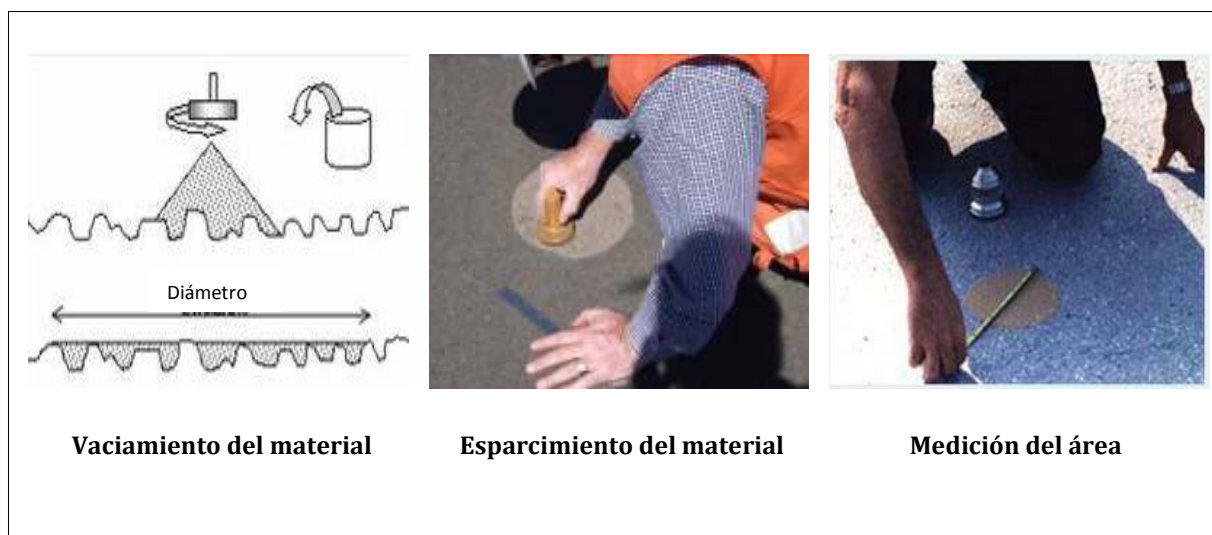 Diámetro
Vaciamiento del material
Esparcimiento del material
Medición del área